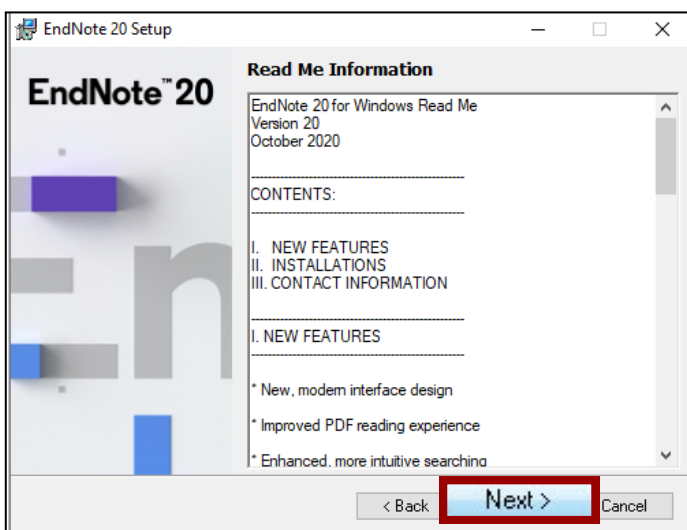 EndNote 20 Setup
EndNote™20
Read Me Information
EndNote 20 for Windows Read Me
Version 20
October 2020
------------------------------------------------------
CONTENTS:
------------------------------------------------------
I. NEW FEATURES
II. INSTALLATIONS
III. CONTACT INFORMATION
------------------------------------------------------
I. NEW FEATURES
------------------------------------------------------
* New, modern interface design
* Improved PDF reading experience
* Enhanced, more intuitive searching
< Back
Next >
Cancel